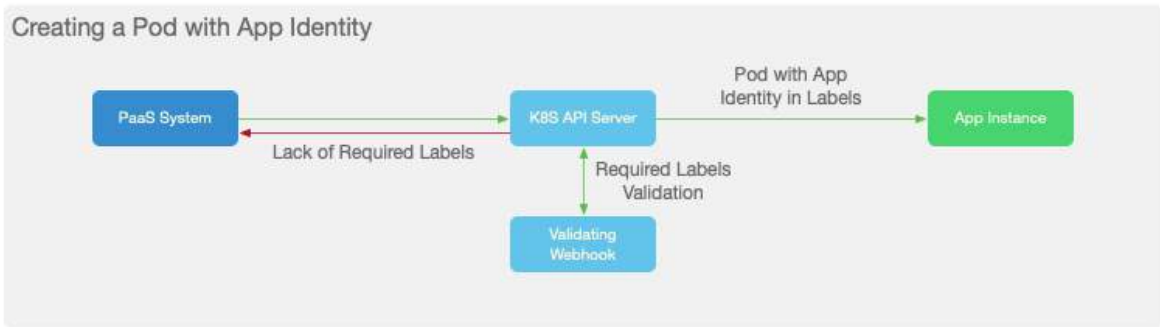 Creating a Pod with App Identity
Pod with App
Identity in Labels
PaaS System
K8S API Server
App Instance
Lack of Required Labels
Required Labels
Validation
Validating
Webhook